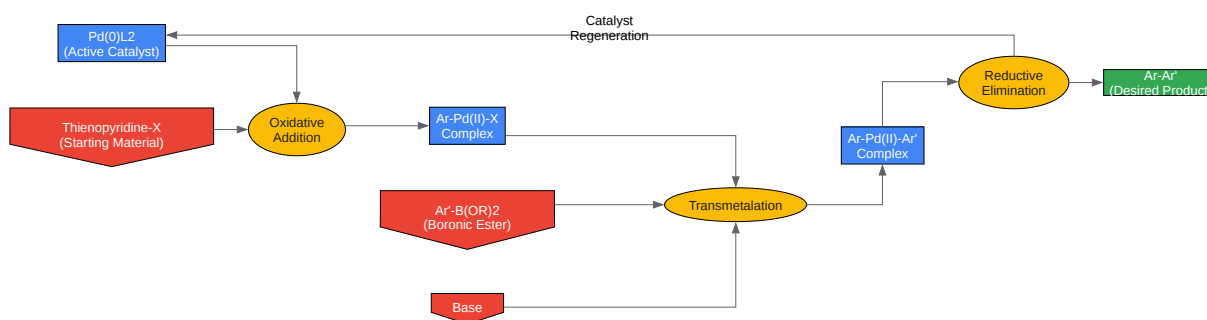 Catalyst
Regeneration
Pd(0)L2
(Active Catalyst)
Reductive
Elimination
Ar-Ar'
(Desired Product
Thienopyridine-X
(Starting Material)
Oxidative
Addition
Ar-Pd(II)-X
Complex
Ar-Pd(II)-Ar'
Complex
Ar'-B(OR)2
(Boronic Ester)
Transmetalation
Base